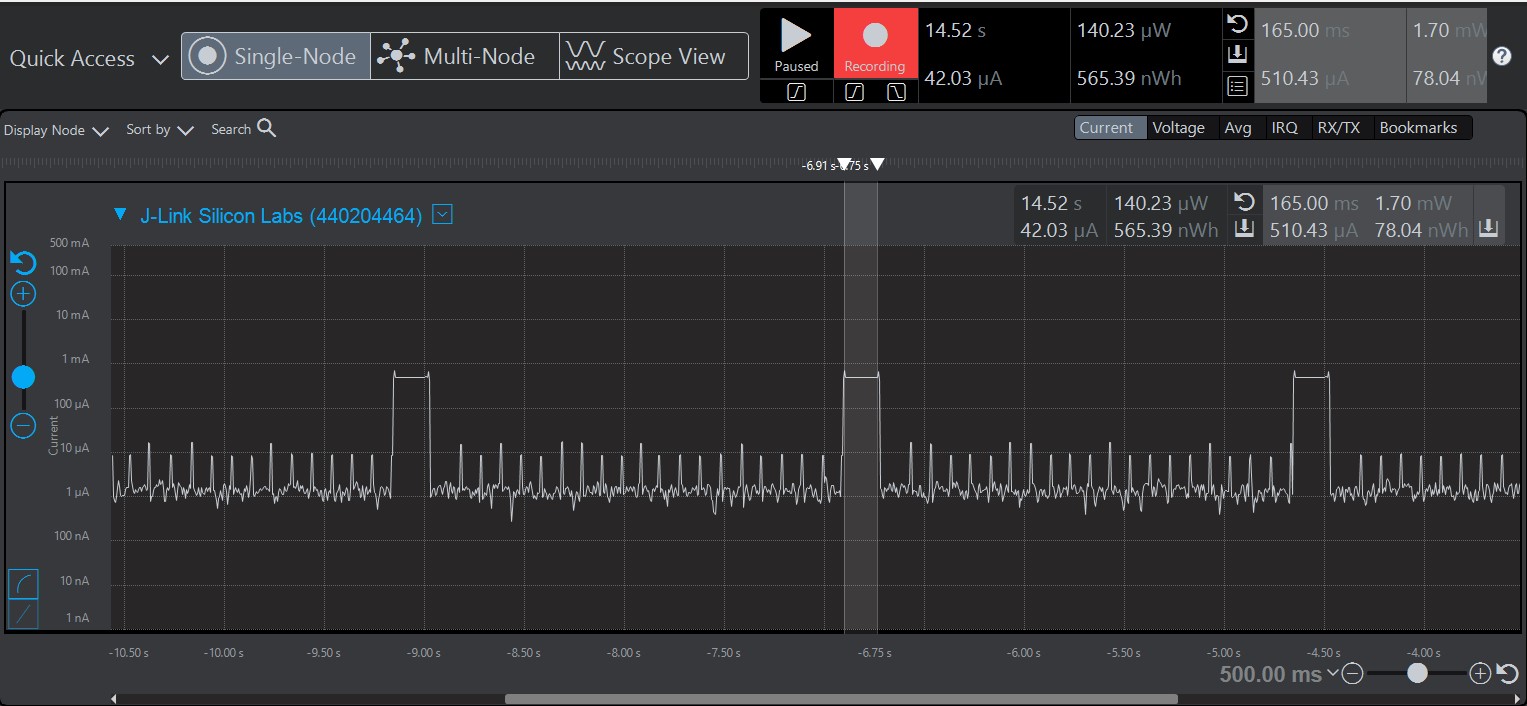 Quick Access
Single-Node
Multi-Node
Scope View
Paused
Recording
14.52 s
42.03 µA
140.23 µW
565.39 nWh
165.00 ms
510.43 µA
1.70 mW
78.04 nW
Display Node
Sort by
Search
Current Voltage Avg IRQ RX/TX Bookmarks
-6.91 s
J-Link Silicon Labs (440204464)
14.52 s 140.23 µW 165.00 ms 1.70 mW
42.03 µA 565.39 nWh 510.43 µA 78.04 nWh
500 mA
100 mA
10 mA
1 mA
100 µA
10 µA
1 µA
100 nA
10 nA
1 nA
Current
-10.50 s -10.00 s -9.50 s -9.00 s -8.50 s -8.00 s -7.50 s -6.75 s -6.00 s -5.50 s -5.00 s -4.50 s -4.00 s
500.00 ms